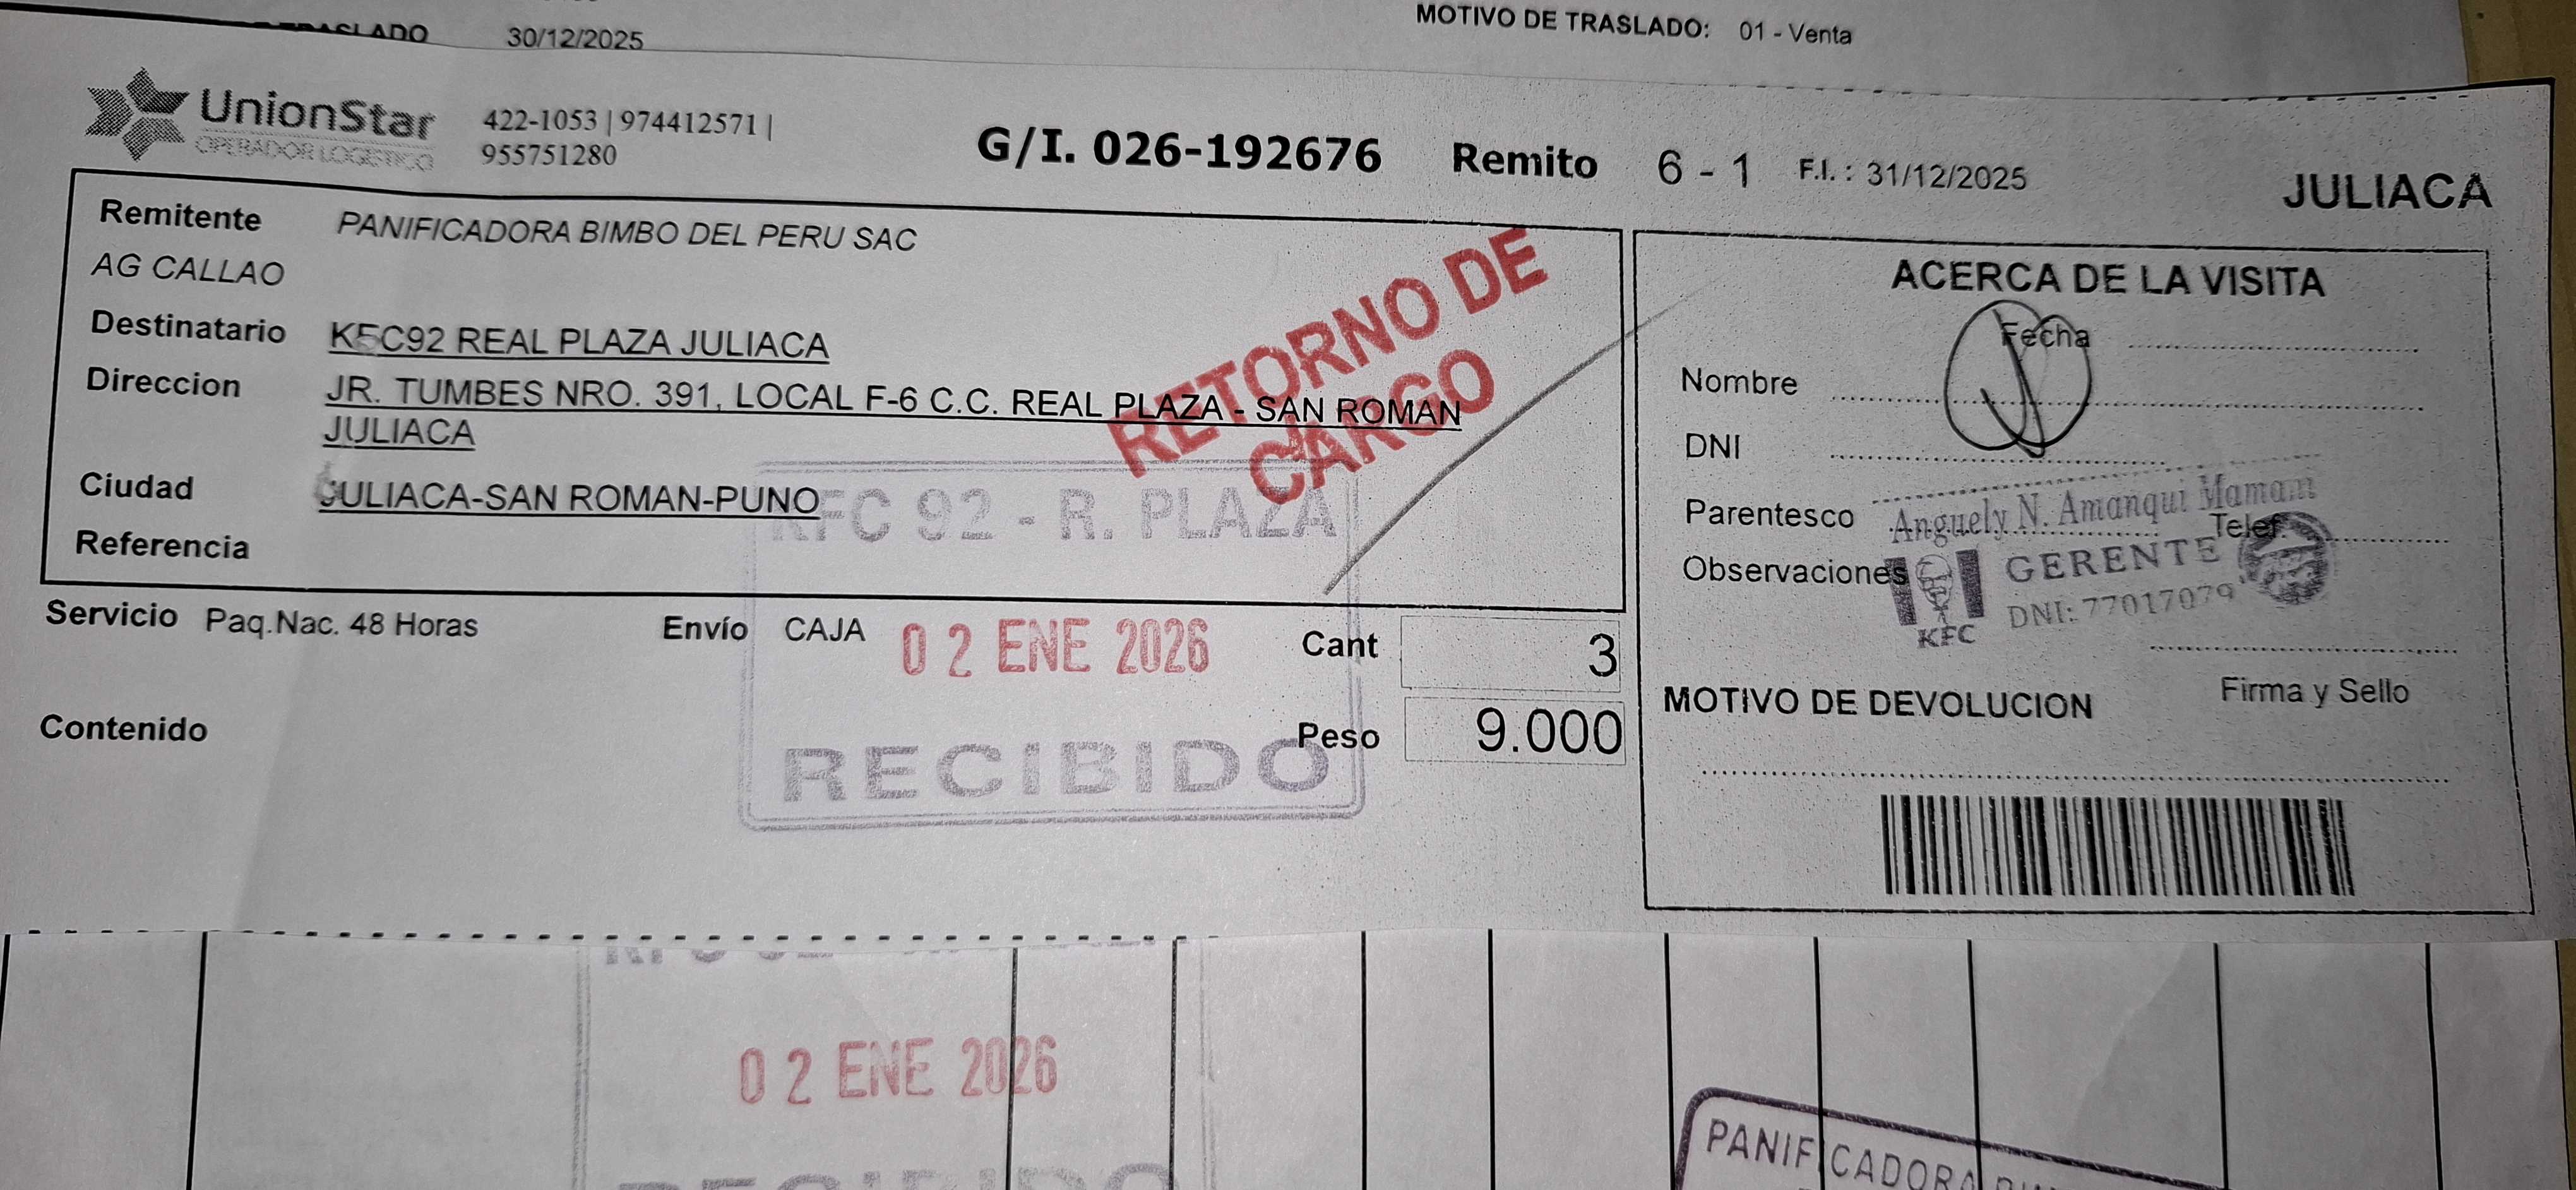 TRASLADO 30/12/2025
MOTIVO DE TRASLADO: 01 - Venta
UnionStar
OPERADOR LOGISTICO
422-1053 | 974412571 |
955751280
G/I. 026-192676 Remito 6 - 1 F.I. : 31/12/2025
JULIACA
Remitente PANIFICADORA BIMBO DEL PERU SAC
AG CALLAO
Destinatario KFC92 REAL PLAZA JULIACA
Direccion JR. TUMBES NRO. 391, LOCAL F-6 C.C. REAL PLAZA - SAN ROMAN
JULIACA
Ciudad JULIACA-SAN ROMAN-PUNO
Referencia
RETORNO DE
CARGO
KFC 92 - R. PLAZA
02 ENE 2026
RECIBIDO
Servicio Paq.Nac. 48 Horas Envío CAJA Cant 3
Contenido Peso 9.000
ACERCA DE LA VISITA
Fecha
Nombre
DNI
Parentesco Telef.
Observaciones
Anguely N. Amanqui Mamani
GERENTE
DNI: 77017079
KFC
Firma y Sello
MOTIVO DE DEVOLUCION
02 ENE 2026
RECIBIDO
PANIFICADORA